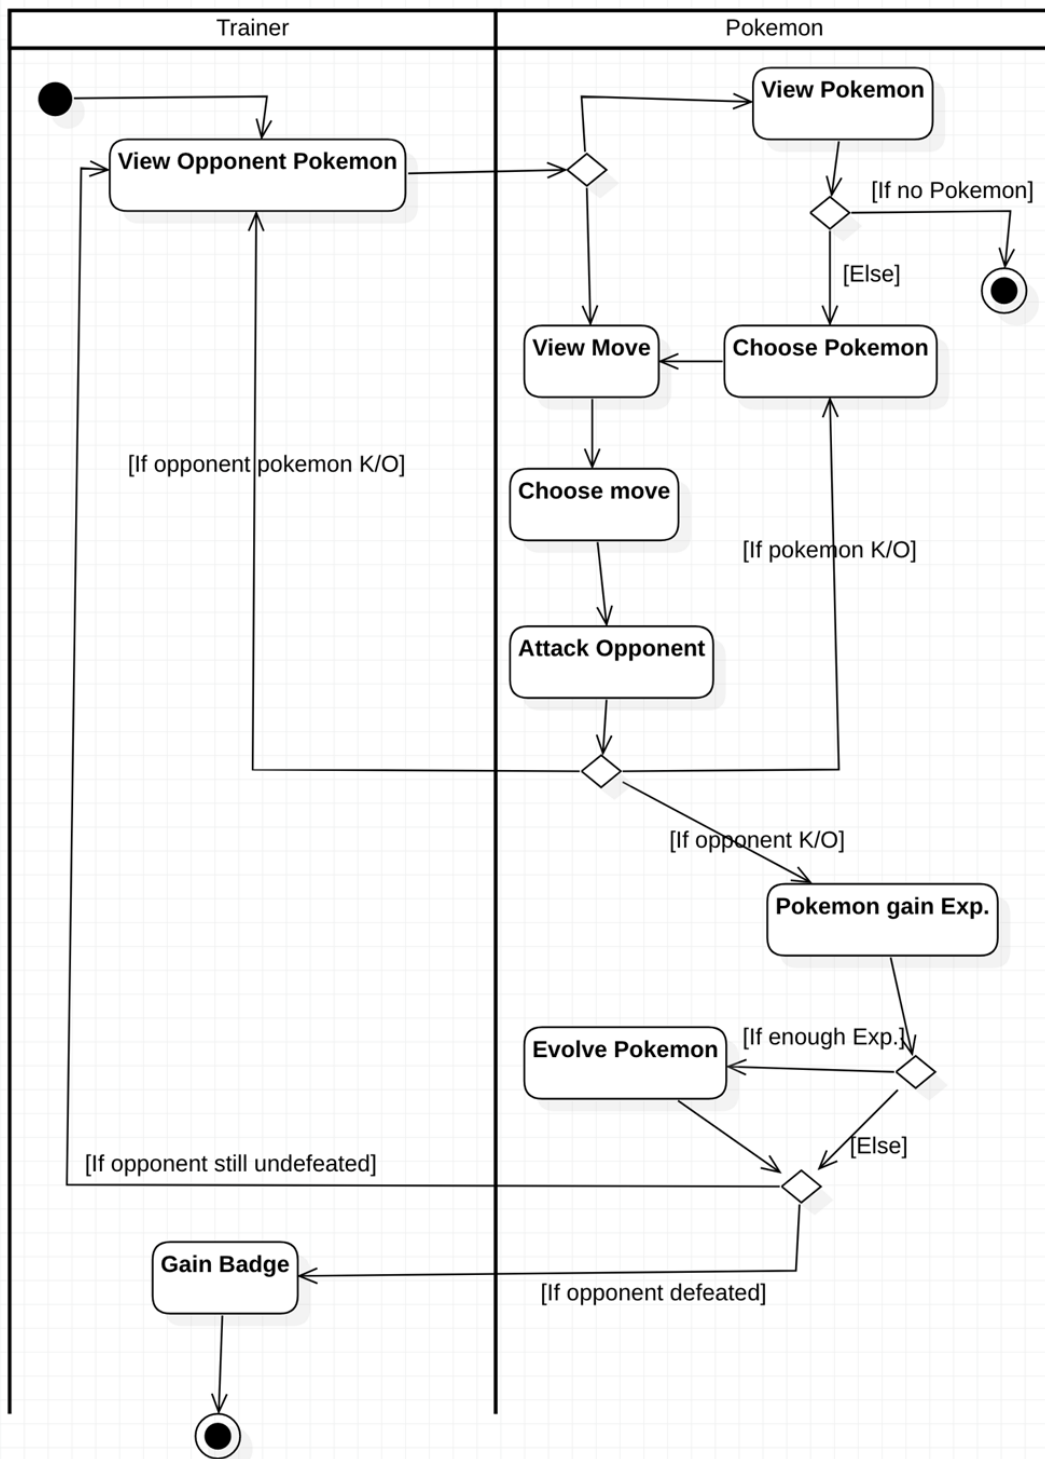 Trainer
Pokemon
View Pokemon
View Opponent Pokemon
[If no Pokemon]
[Else]
View Move
Choose Pokemon
[If opponent pokemon K/O]
Choose move
[If pokemon K/O]
Attack Opponent
[If opponent K/O]
Pokemon gain Exp.
[If enough Exp.]
Evolve Pokemon
[Else]
[If opponent still undefeated]
Gain Badge
[If opponent defeated]